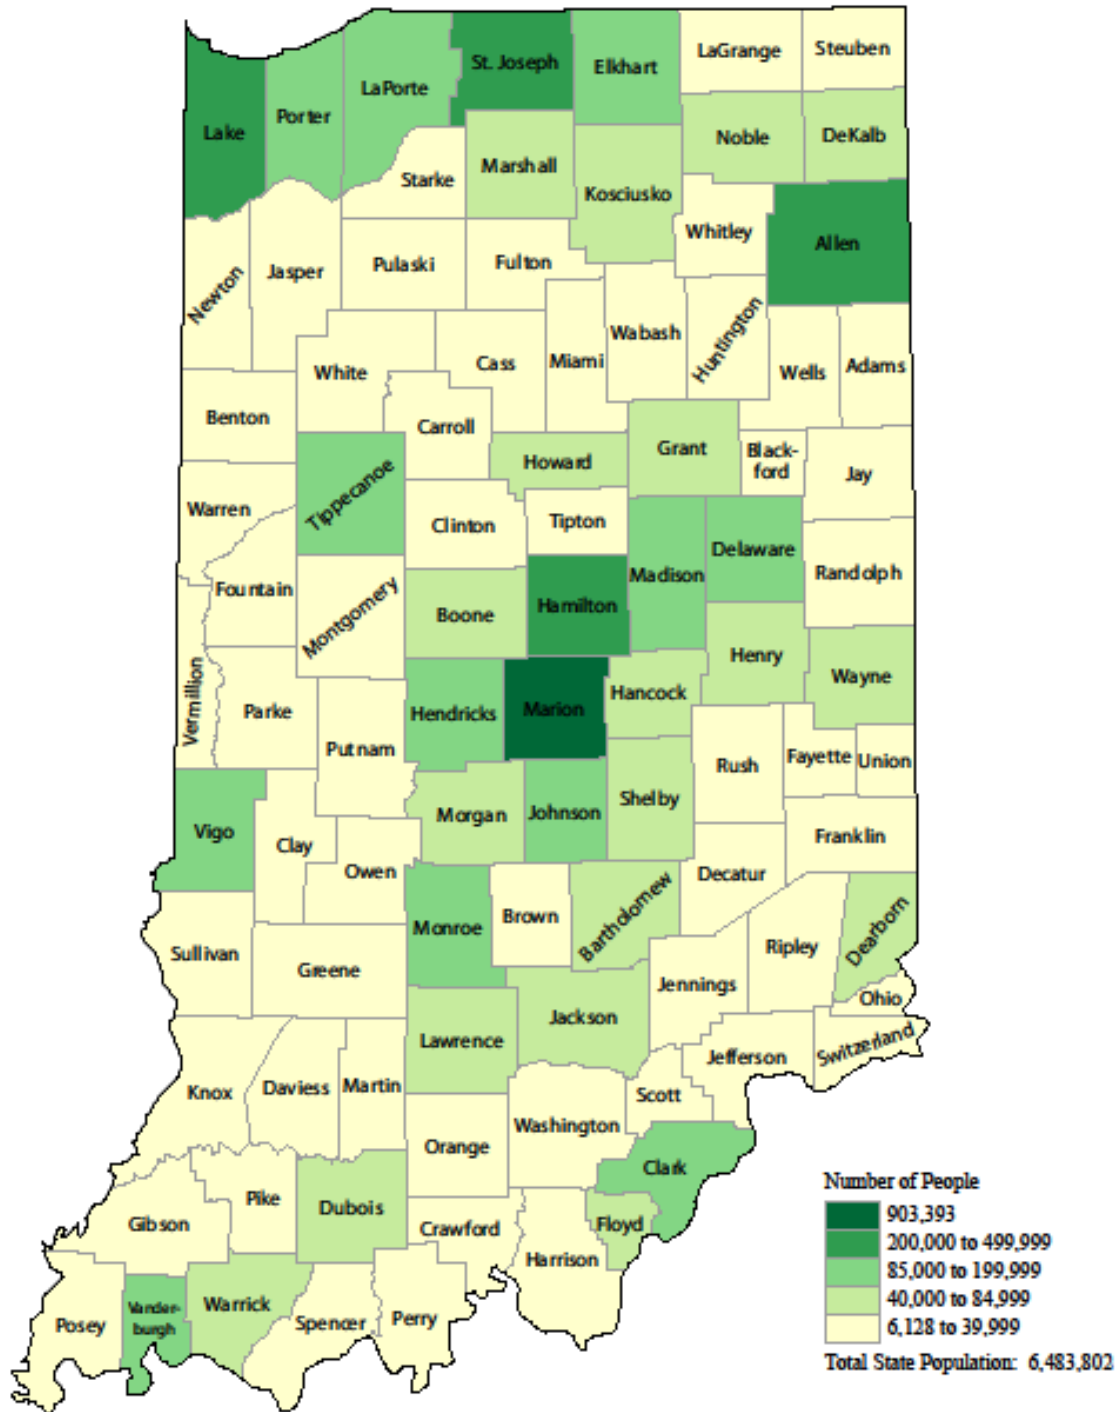 St. Joseph
Elkhart
LaGrange
Steuben
LaPorte
Porter
Lake
Noble
DeKalb
Marshall
Starke
Kosciusko
Whitley
Allen
Newton
Jasper
Pulaski
Fulton
Wabash
Huntington
White
Cass
Miami
Wells
Adams
Benton
Carroll
Howard
Grant
Black-
ford
Jay
Warren
Tippecanoe
Clinton
Tipton
Delaware
Madison
Randolph
Fountain
Montgomery
Boone
Hamilton
Henry
Wayne
Vermillion
Parke
Hendricks
Marion
Hancock
Putnam
Rush
Fayette
Union
Vigo
Clay
Morgan
Johnson
Shelby
Franklin
Owen
Decatur
Monroe
Brown
Bartholomew
Dearborn
Sullivan
Greene
Ripley
Jennings
Ohio
Jackson
Lawrence
Jefferson
Switzerland
Knox
Daviess
Martin
Scott
Washington
Orange
Clark
Pike
Dubois
Gibson
Crawford
Floyd
Harrison
Posey
Vander-
burgh
Warrick
Spencer
Perry
Number of People
903,393
200,000 to 499,999
85,000 to 199,999
40,000 to 84,999
6,128 to 39,999
Total State Population: 6,483,802